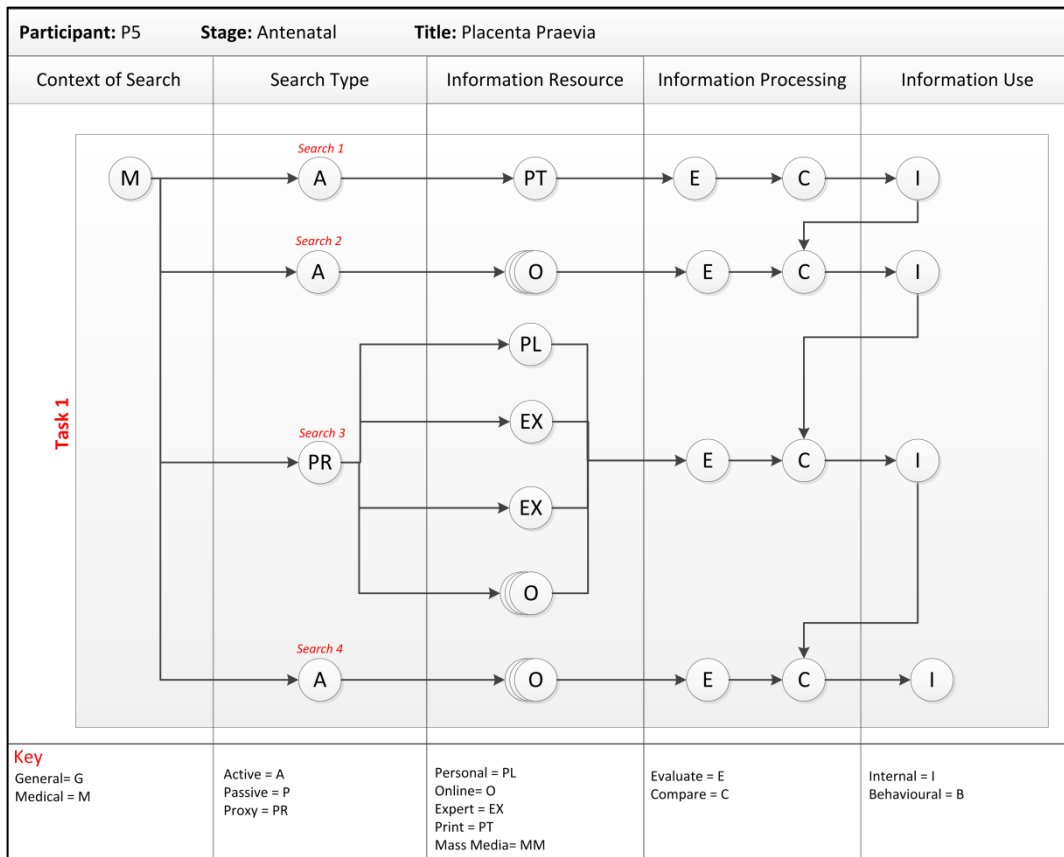 Participant: P5 Stage: Antenatal Title: Placenta Praevia
Context of Search Search Type Information Resource Information Processing Information Use
Task 1
Search 1
M A PT E C I
Search 2
A O E C I
PL
EX
Search 3
PR E C I
EX
O
Search 4
A O E C I
Key
General= G
Medical = M
Active = A
Passive = P
Proxy = PR
Personal = PL
Online= O
Expert = EX
Print = PT
Mass Media= MM
Evaluate = E
Compare = C
Internal = I
Behavioural = B